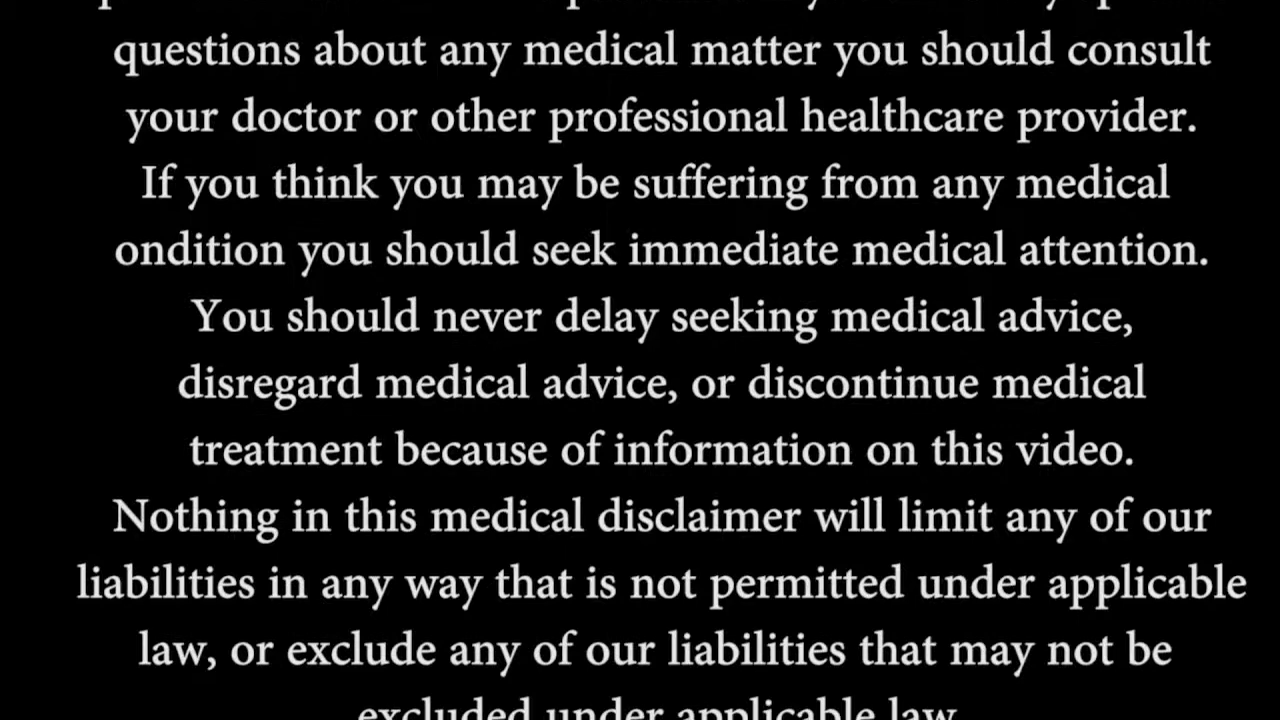 questions about any medical matter you should consult
your doctor or other professional healthcare provider.
If you think you may be suffering from any medical
ondition you should seek immediate medical attention.
You should never delay seeking medical advice,
disregard medical advice, or discontinue medical
treatment because of information on this video.
Nothing in this medical disclaimer will limit any of our
liabilities in any way that is not permitted under applicable
law, or exclude any of our liabilities that may not be
excluded under applicable law